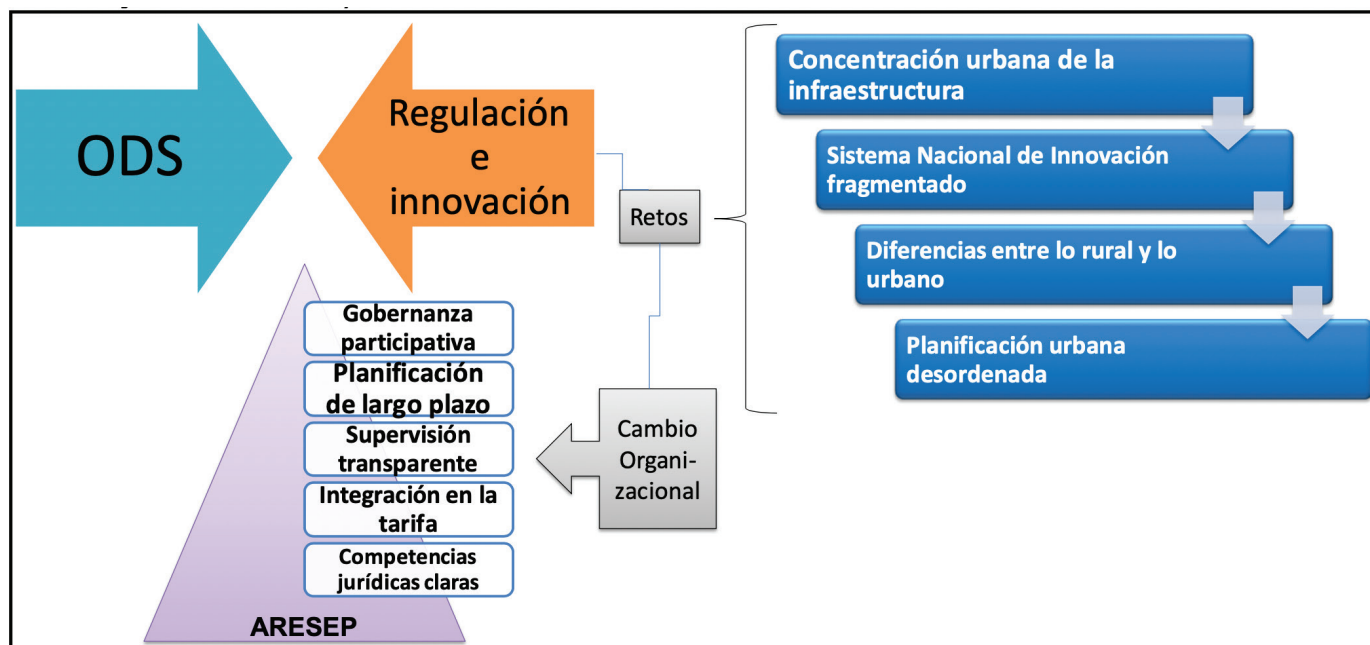 ODS
Regulación
e
innovación
Retos
Concentración urbana de la
infraestructura
Sistema Nacional de Innovación
fragmentado
Diferencias entre lo rural y lo
urbano
Planificación urbana
desordenada
Gobernanza
participativa
Planificación
de largo plazo
Supervisión
transparente
Integración en la
tarifa
Competencias
jurídicas claras
ARESEP
Cambio
Organi-
zacional